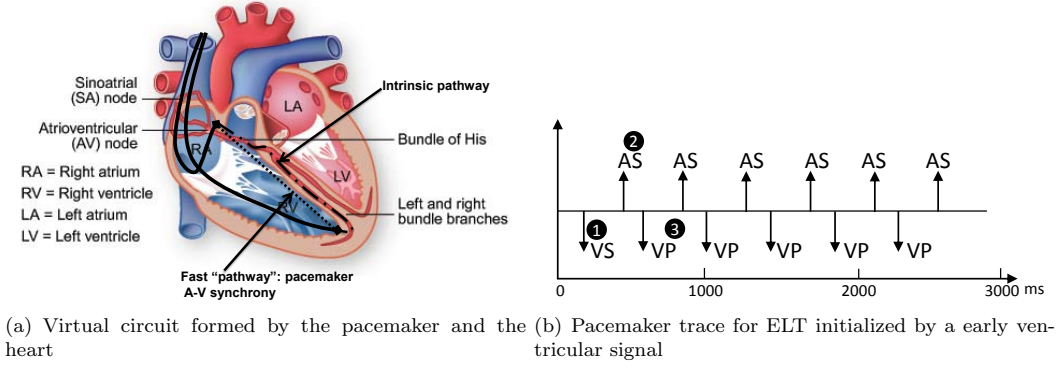 Sinoatrial
(SA) node
Atrioventricular
(AV) node
RA = Right atrium
RV = Right ventricle
LA = Left atrium
LV = Left ventricle
Intrinsic pathway
LA
Bundle of His
RA
LV
RV
Left and right
bundle branches
Fast “pathway”: pacemaker
A-V synchrony
2
AS AS AS AS AS AS
1 3
VS VP VP VP VP VP
0 1000 2000 3000 ms
(a) Virtual circuit formed by the pacemaker and the
heart
(b) Pacemaker trace for ELT initialized by a early ven-
tricular signal